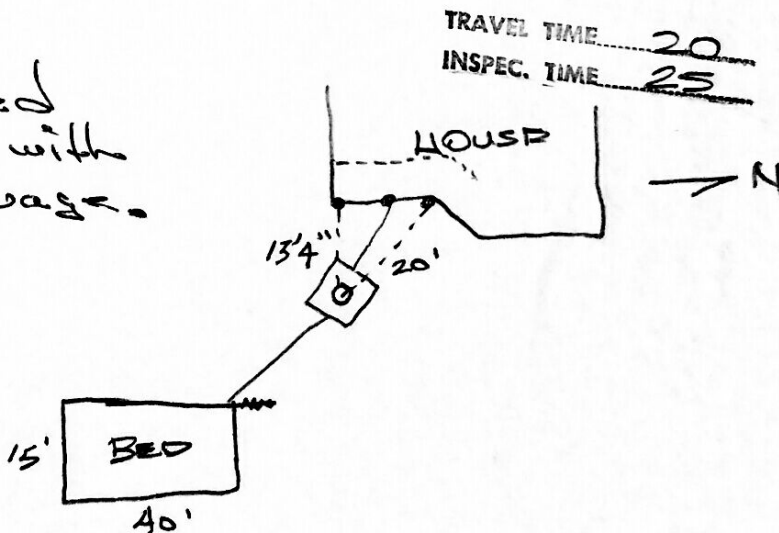 TRAVEL TIME 20
INSPEC. TIME 25
with
HOUSE
N
13'4"
20'
15'
BED
40'